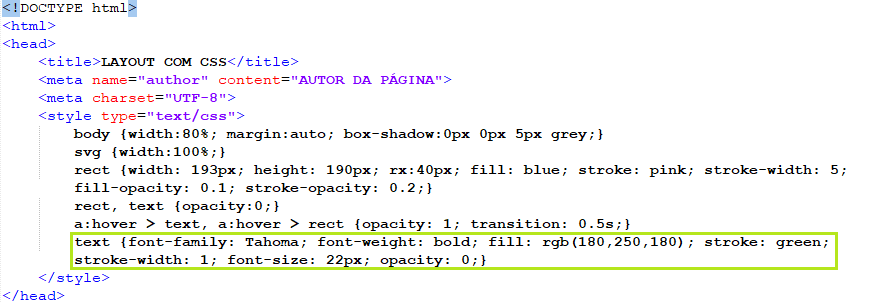 <!DOCTYPE html>
<html>
<head>
<title>LAYOUT COM CSS</title>
<meta name="author" content="AUTOR DA PÁGINA">
<meta charset="UTF-8">
<style type="text/css">
body {width:80%; margin:auto; box-shadow:0px 0px 5px grey;}
svg {width:100%;}
rect {width: 193px; height: 190px; rx:40px; fill: blue; stroke: pink; stroke-width: 5;
fill-opacity: 0.1; stroke-opacity: 0.2;}
rect, text {opacity:0;}
a:hover > text, a:hover > rect {opacity: 1; transition: 0.5s;}
text {font-family: Tahoma; font-weight: bold; fill: rgb(180,250,180); stroke: green;
stroke-width: 1; font-size: 22px; opacity: 0;}
</style>
</head>